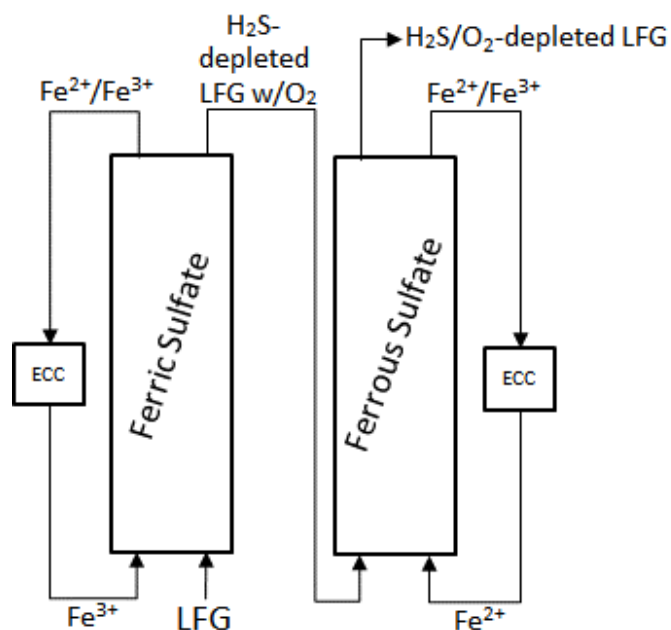 H₂S-
depleted
LFG w/O₂
H₂S/O₂-depleted LFG
Fe²⁺/Fe³⁺
Fe²⁺/Fe³⁺
Ferric Sulfate
Ferrous Sulfate
ECC
ECC
Fe³⁺
LFG
Fe²⁺